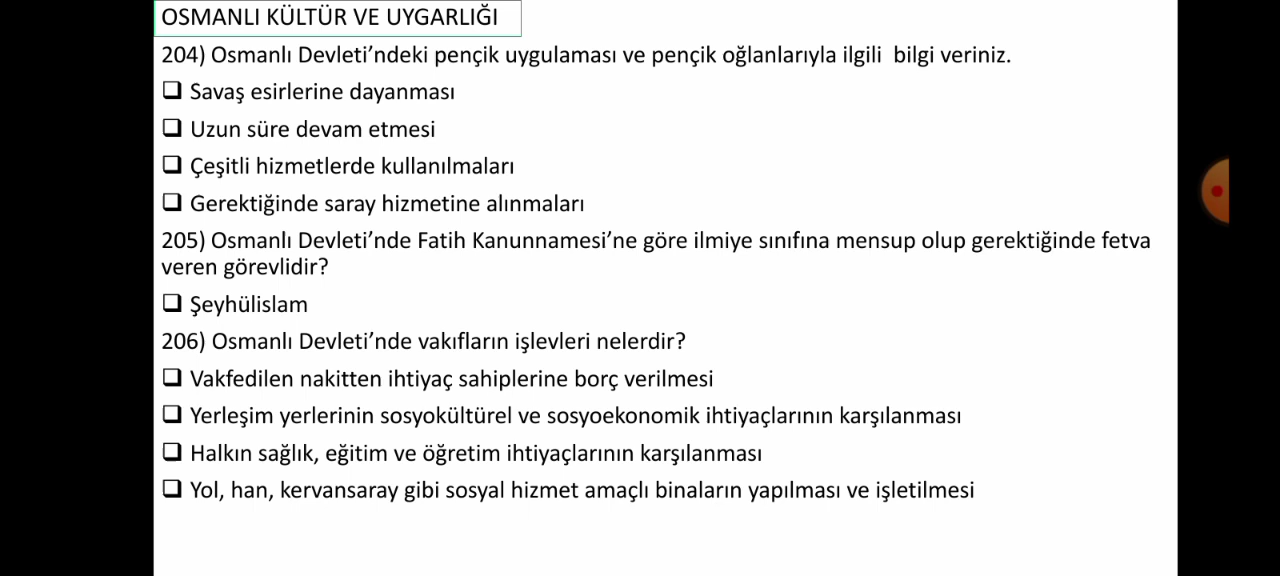 OSMANLI KÜLTÜR VE UYGARLIĞI
204) Osmanlı Devleti’ndeki pençik uygulaması ve pençik oğlanlarıyla ilgili  bilgi veriniz.
❑ Savaş esirlerine dayanması
❑ Uzun süre devam etmesi
❑ Çeşitli hizmetlerde kullanılmaları
❑ Gerektiğinde saray hizmetine alınmaları
205) Osmanlı Devleti’nde Fatih Kanunnamesi’ne göre ilmiye sınıfına mensup olup gerektiğinde fetva
veren görevlidir?
❑ Şeyhülislam
206) Osmanlı Devleti’nde vakıfların işlevleri nelerdir?
❑ Vakfedilen nakitten ihtiyaç sahiplerine borç verilmesi
❑ Yerleşim yerlerinin sosyokültürel ve sosyoekonomik ihtiyaçlarının karşılanması
❑ Halkın sağlık, eğitim ve öğretim ihtiyaçlarının karşılanması
❑ Yol, han, kervansaray gibi sosyal hizmet amaçlı binaların yapılması ve işletilmesi